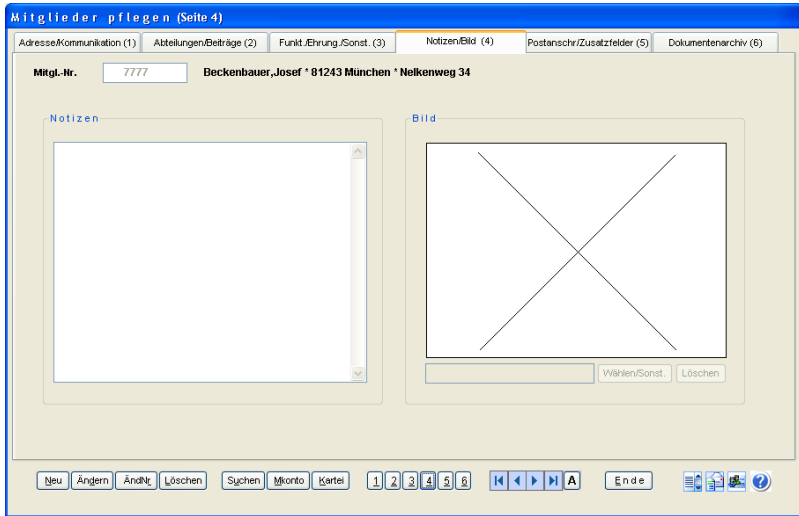 Mitglieder pflegen (Seite 4)
Adresse/Kommunikation (1) Abteilungen/Beiträge (2) Funkt./Ehrung./Sonst. (3) Notizen/Bild (4) Postanschr/Zusatzfelder (5) Dokumentenarchiv (6)
Mitgl.-Nr. 7777 Beckenbauer,Josef * 81243 München * Nelkenweg 34
Notizen Bild
Wählen/Sonst. Löschen
Neu Ändern ÄndNr Löschen Suchen Mkonto Kartei 1 2 3 4 5 6 A Ende ?